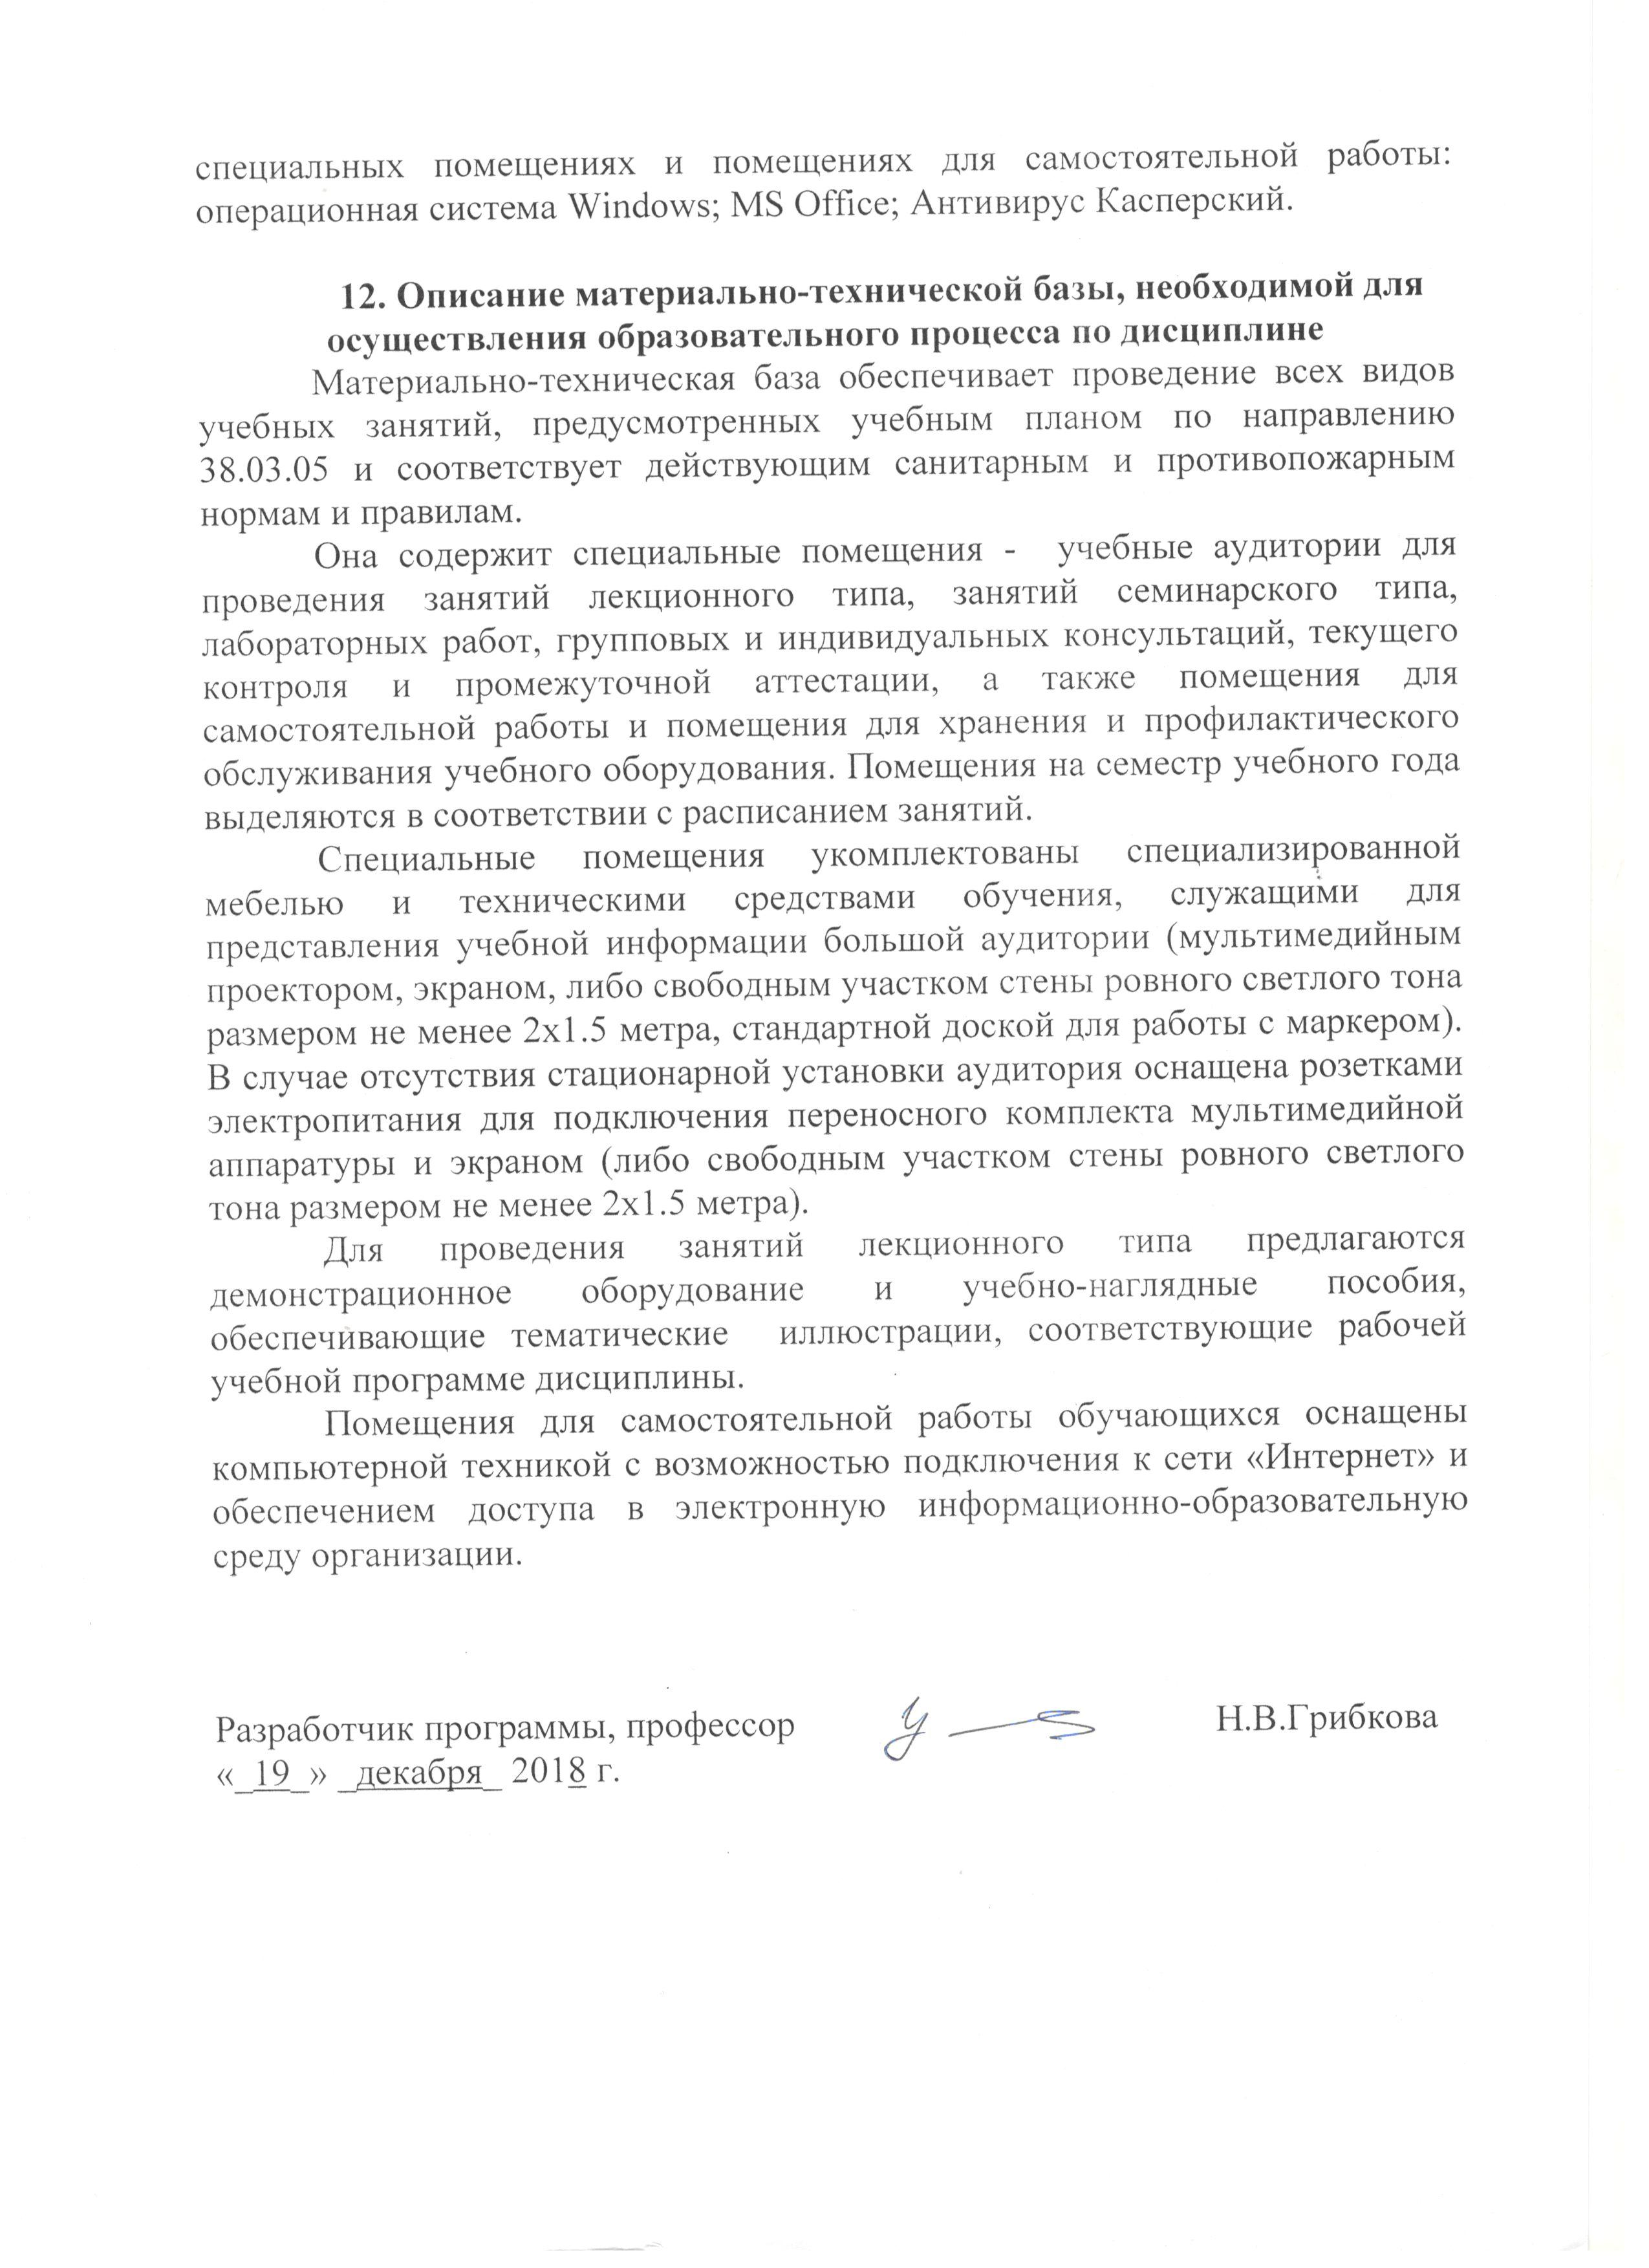 специальных помещениях и помещениях для самостоятельной работы:
операционная система Windows; MS Office; Антивирус Касперский.
12. Описание материально-технической базы, необходимой для
осуществления образовательного процесса по дисциплине
Материально-техническая база обеспечивает проведение всех видов
учебных занятий, предусмотренных учебным планом по направлению
38.03.05 и соответствует действующим санитарным и противопожарным
нормам и правилам.
Она содержит специальные помещения - учебные аудитории для
проведения занятий лекционного типа, занятий семинарского типа,
лабораторных работ, групповых и индивидуальных консультаций, текущего
контроля и промежуточной аттестации, а также помещения для
самостоятельной работы и помещения для хранения и профилактического
обслуживания учебного оборудования. Помещения на семестр учебного года
выделяются в соответствии с расписанием занятий.
Специальные помещения укомплектованы специализированной
мебелью и техническими средствами обучения, служащими для
представления учебной информации большой аудитории (мультимедийным
проектором, экраном, либо свободным участком стены ровного светлого тона
размером не менее 2х1.5 метра, стандартной доской для работы с маркером).
В случае отсутствия стационарной установки аудитория оснащена розетками
электропитания для подключения переносного комплекта мультимедийной
аппаратуры и экраном (либо свободным участком стены ровного светлого
тона размером не менее 2х1.5 метра).
Для проведения занятий лекционного типа предлагаются
демонстрационное оборудование и учебно-наглядные пособия,
обеспечивающие тематические иллюстрации, соответствующие рабочей
учебной программе дисциплины.
Помещения для самостоятельной работы обучающихся оснащены
компьютерной техникой с возможностью подключения к сети «Интернет» и
обеспечением доступа в электронную информационно-образовательную
среду организации.
Разработчик программы, профессор Н.В.Грибкова
«_19_» _декабря_ 2018 г.